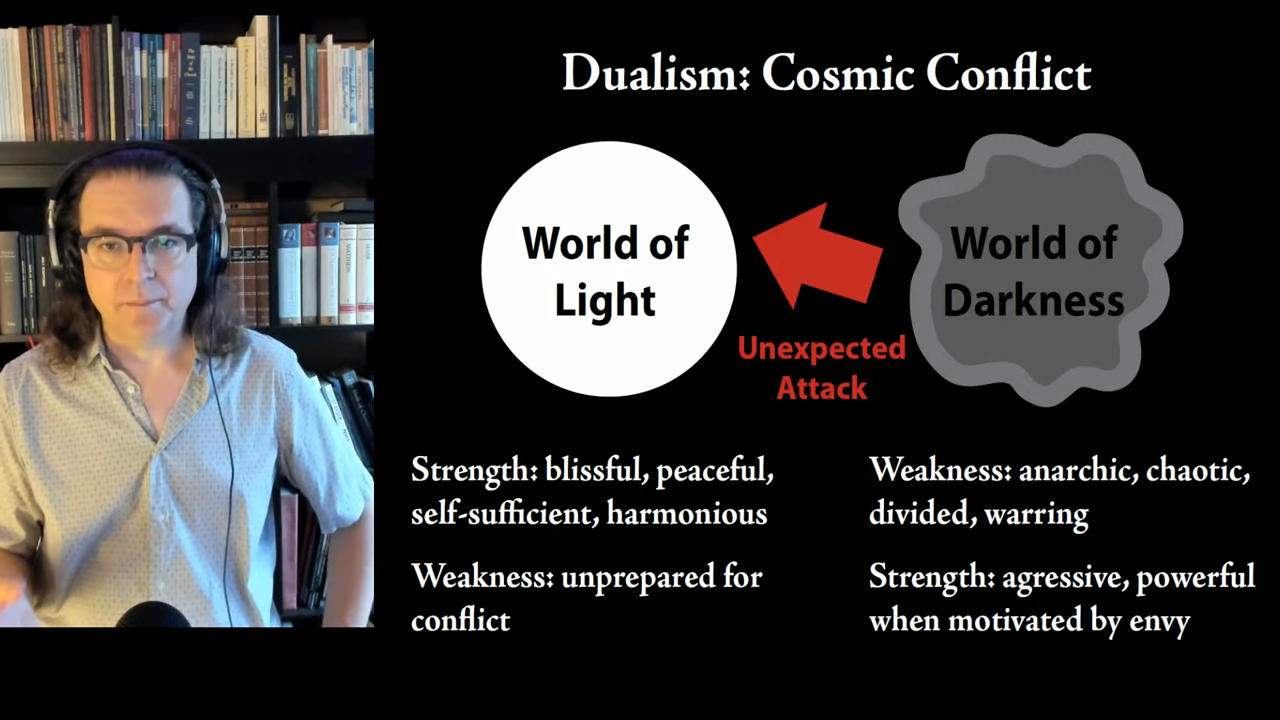 Dualism: Cosmic Conflict
World of
Light
Unexpected
Attack
World of
Darkness
Strength: blissful, peaceful,
self-sufficient, harmonious
Weakness: unprepared for
conflict
Weakness: anarchic, chaotic,
divided, warring
Strength: agressive, powerful
when motivated by envy